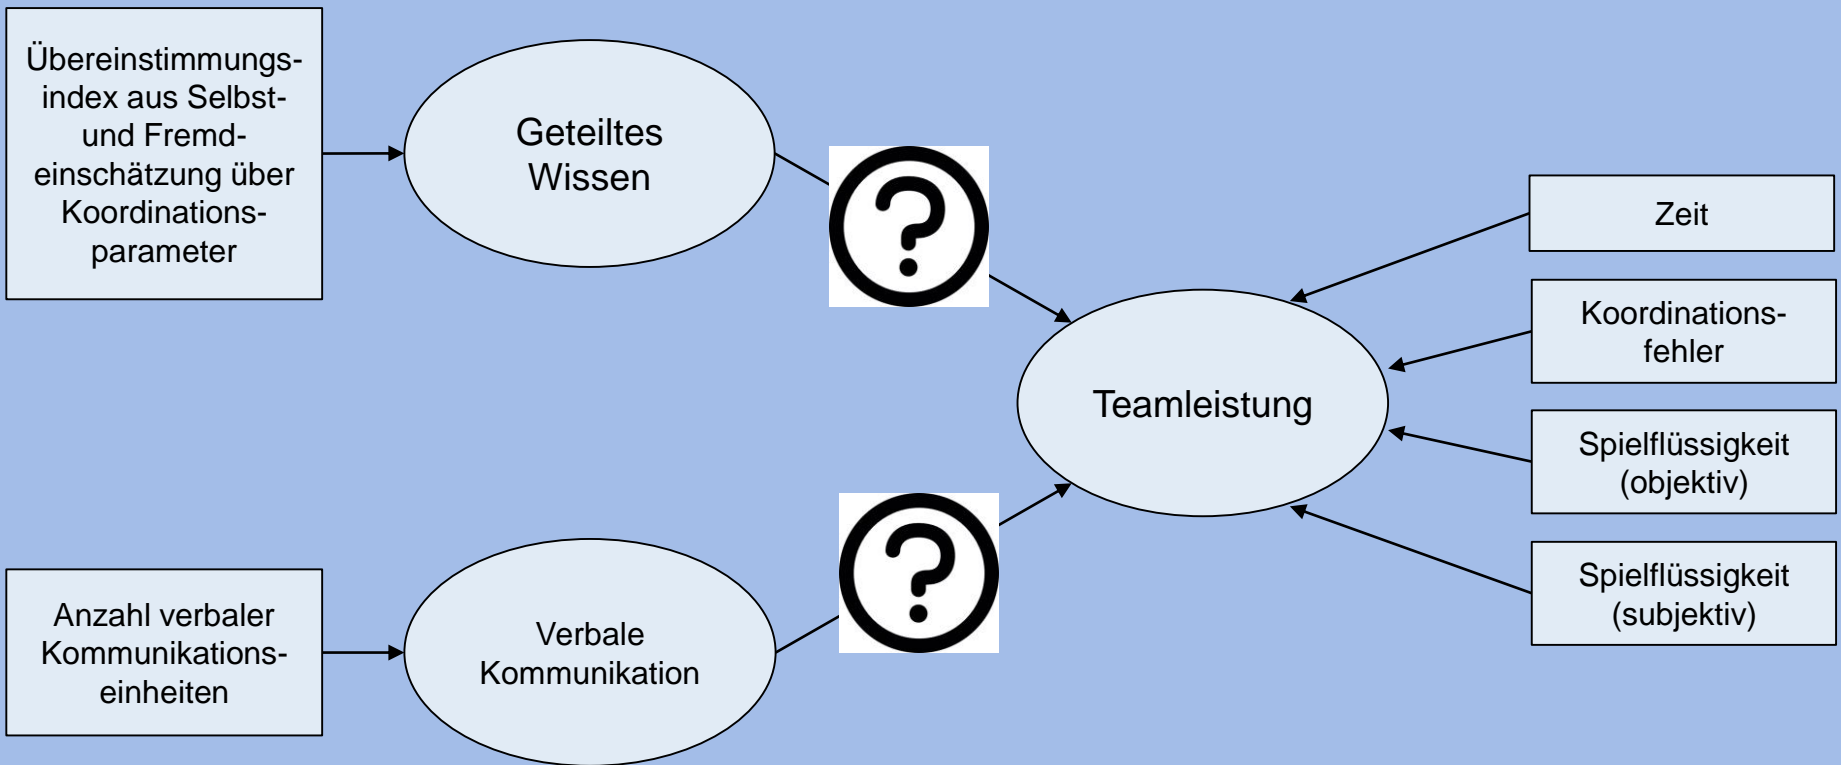 Übereinstimmungs-
index aus Selbst-
und Fremd-
einschätzung über
Koordinations-
parameter
Geteiltes
Wissen
?
Zeit
Koordinations-
fehler
Teamleistung
Spielflüssigkeit
(objektiv)
Spielflüssigkeit
(subjektiv)
?
Anzahl verbaler
Kommunikations-
einheiten
Verbale
Kommunikation